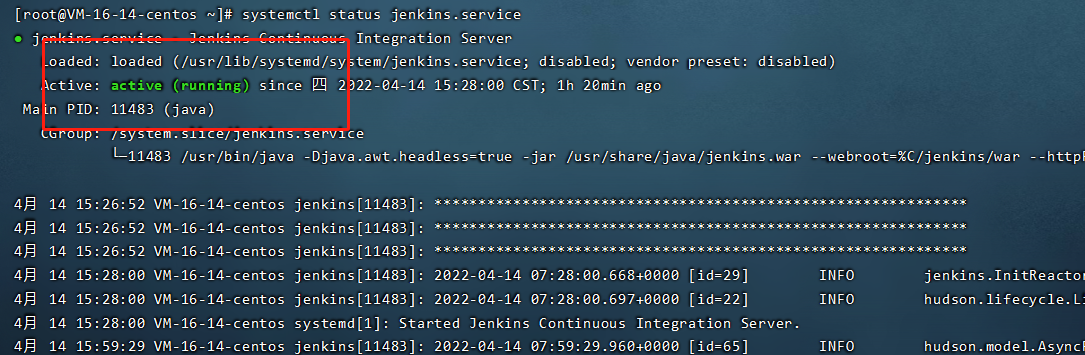 [root@VM-16-14-centos ~]# systemctl status jenkins.service
● jenkins.service - Jenkins Continuous Integration Server
Loaded: loaded (/usr/lib/systemd/system/jenkins.service; disabled; vendor preset: disabled)
Active: active (running) since 四 2022-04-14 15:28:00 CST; 1h 20min ago
Main PID: 11483 (java)
CGroup: /system.slice/jenkins.service
└─11483 /usr/bin/java -Djava.awt.headless=true -jar /usr/share/java/jenkins.war --webroot=%C/jenkins/war --httpP
4月 14 15:26:52 VM-16-14-centos jenkins[11483]: *************************************************************
4月 14 15:26:52 VM-16-14-centos jenkins[11483]: *************************************************************
4月 14 15:26:52 VM-16-14-centos jenkins[11483]: *************************************************************
4月 14 15:28:00 VM-16-14-centos jenkins[11483]: 2022-04-14 07:28:00.668+0000 [id=29] INFO jenkins.InitReactor
4月 14 15:28:00 VM-16-14-centos jenkins[11483]: 2022-04-14 07:28:00.697+0000 [id=22] INFO hudson.lifecycle.Li
4月 14 15:28:00 VM-16-14-centos systemd[1]: Started Jenkins Continuous Integration Server.
4月 14 15:59:29 VM-16-14-centos jenkins[11483]: 2022-04-14 07:59:29.960+0000 [id=65] INFO hudson.model.Async